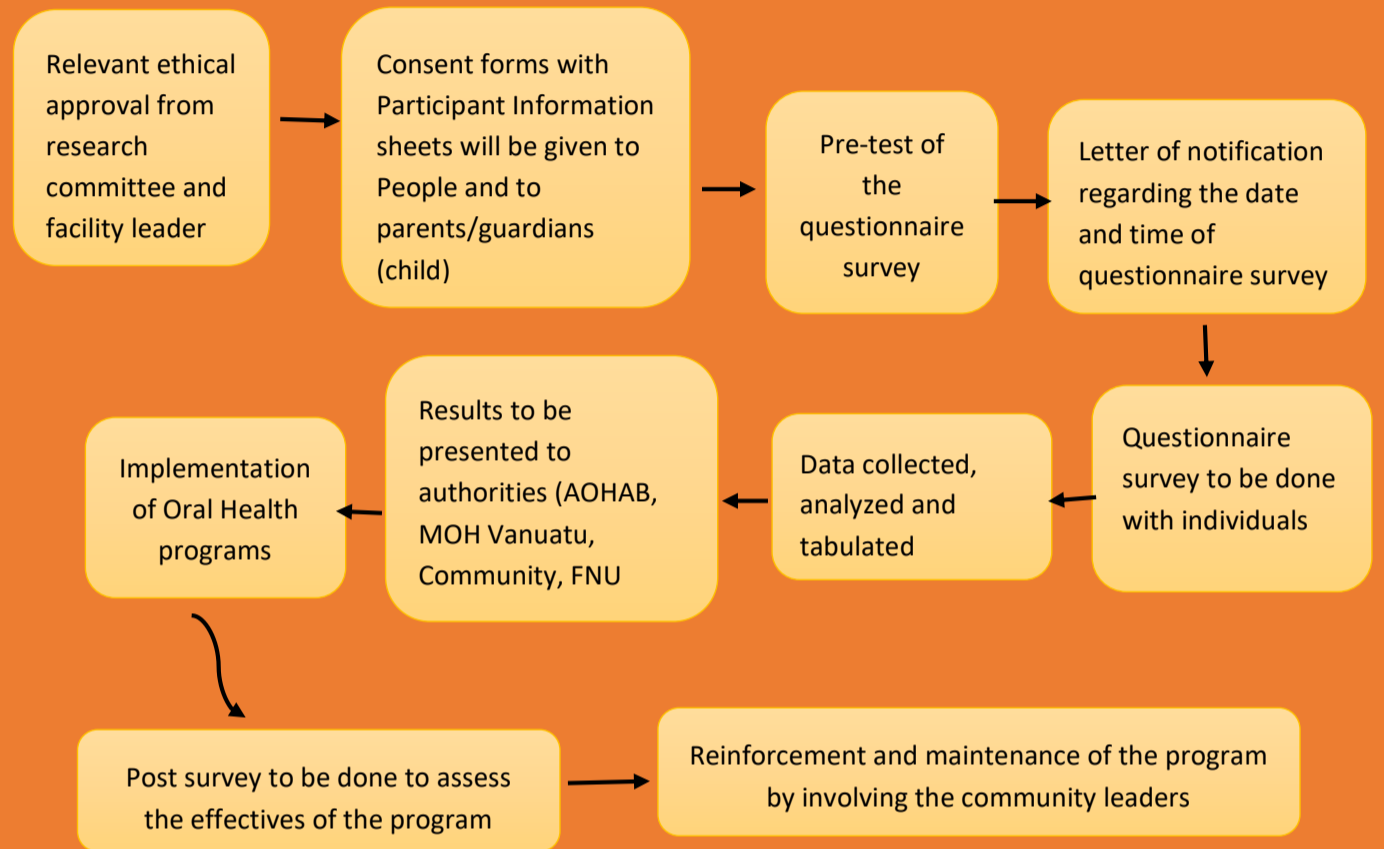 Relevant ethical
approval from
research
committee and
facility leader
Consent forms with
Participant Information
sheets will be given to
People and to
parents/guardians
(child)
Pre-test of
the
questionnaire
survey
Letter of notification
regarding the date
and time of
questionnaire survey
Questionnaire
survey to be done
with individuals
Data collected,
analyzed and
tabulated
Results to be
presented to
authorities (AOHAB,
MOH Vanuatu,
Community, FNU
Implementation
of Oral Health
programs
Post survey to be done to assess
the effectives of the program
Reinforcement and maintenance of the program
by involving the community leaders